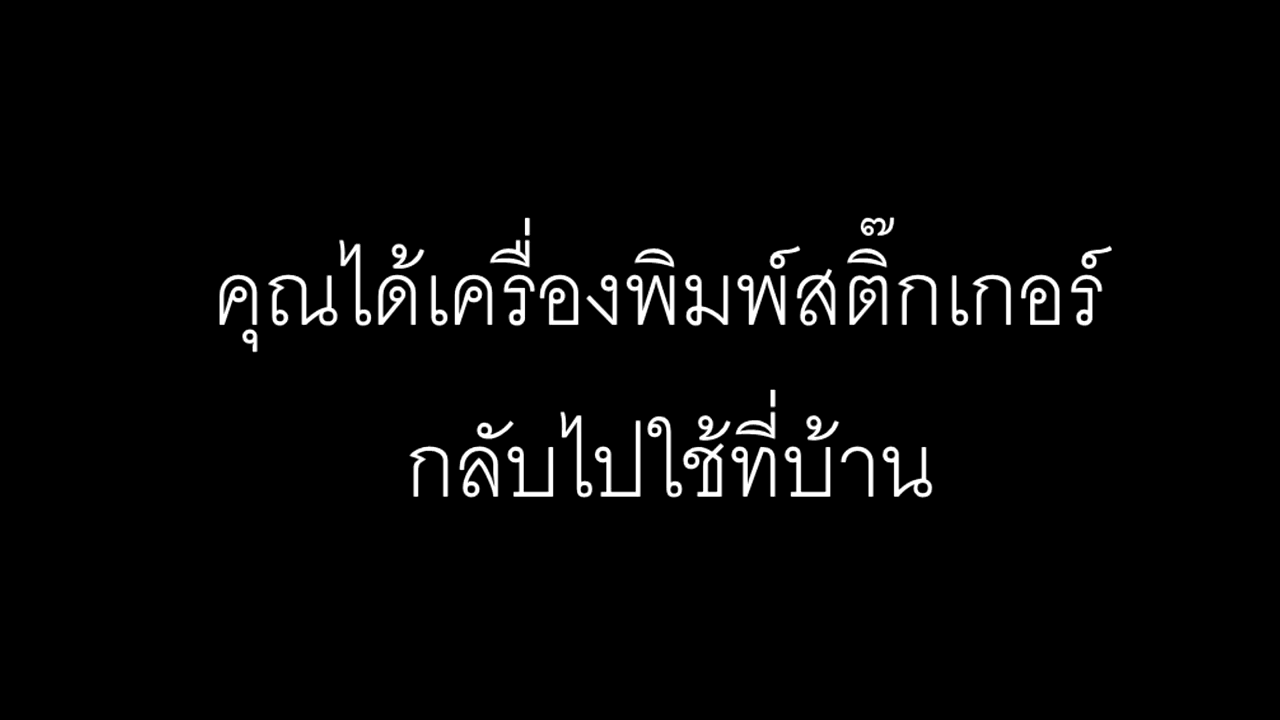 คุณได้เครื่องพิมพ์สติ๊กเกอร์
กลับไปใช้ที่บ้าน